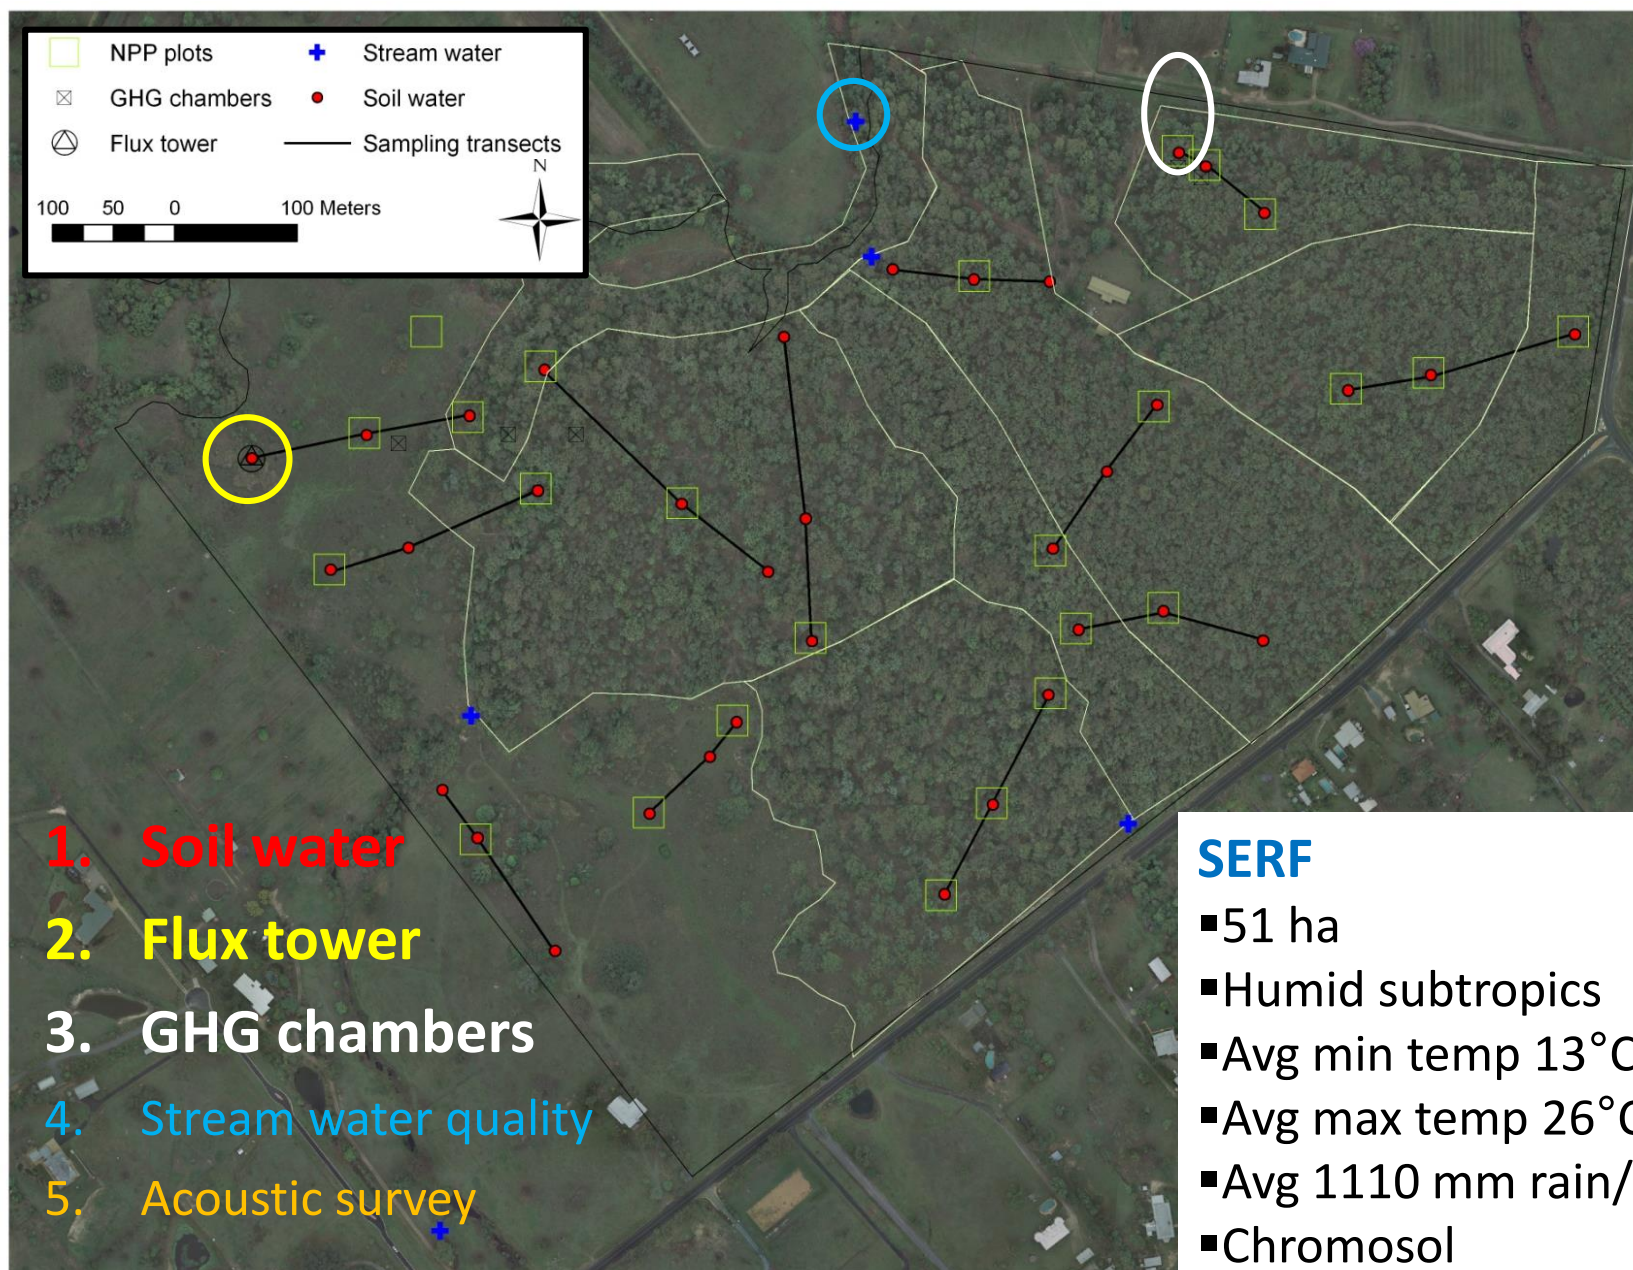 NPP plots
Stream water
GHG chambers
Soil water
Flux tower
Sampling transects
N
100 50 0 100 Meters
1. Soil water
2. Flux tower
3. GHG chambers
4. Stream water quality
5. Acoustic survey
SERF
▪51 ha
▪Humid subtropics
▪Avg min temp 13°C
▪Avg max temp 26°C
▪Avg 1110 mm rain/
▪Chromosol